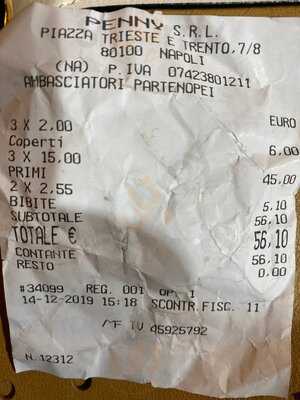 PENNY S.R.L.
PIAZZA TRIESTE E TRENTO,7/8
80100 NAPOLI
(NA) P.IVA 07423801211
AMBASCIATORI PARTENOPEI
EURO
3 X 2,00
Coperti 6,00
3 X 15,00
PRIMI 45,00
2 X 2,55
BIBITE 5,10
SUBTOTALE 56,10
TOTALE € 56,10
CONTANTE 56,10
RESTO 0,00
#34099 REG. 001 OP. 1
14-12-2019 15:18 SCONTR.FISC. 11
MF IV 45925792
N.12312